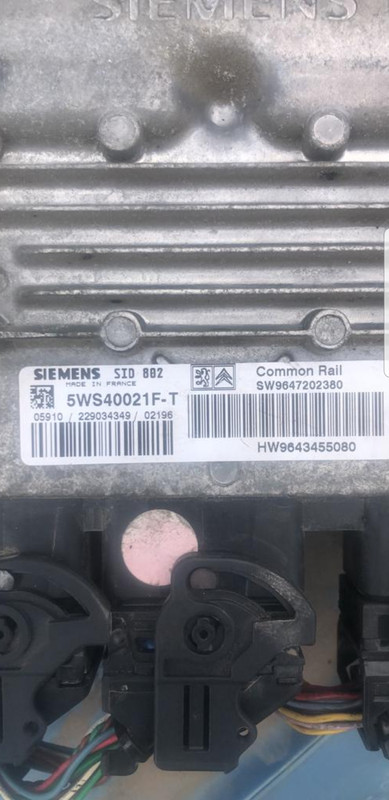 SIEMENS
SIEMENS SID 802
MADE IN FRANCE
5WS40021F-T
05910 / 229034349 / 02196
Common Rail
SW9647202380
HW9643455080